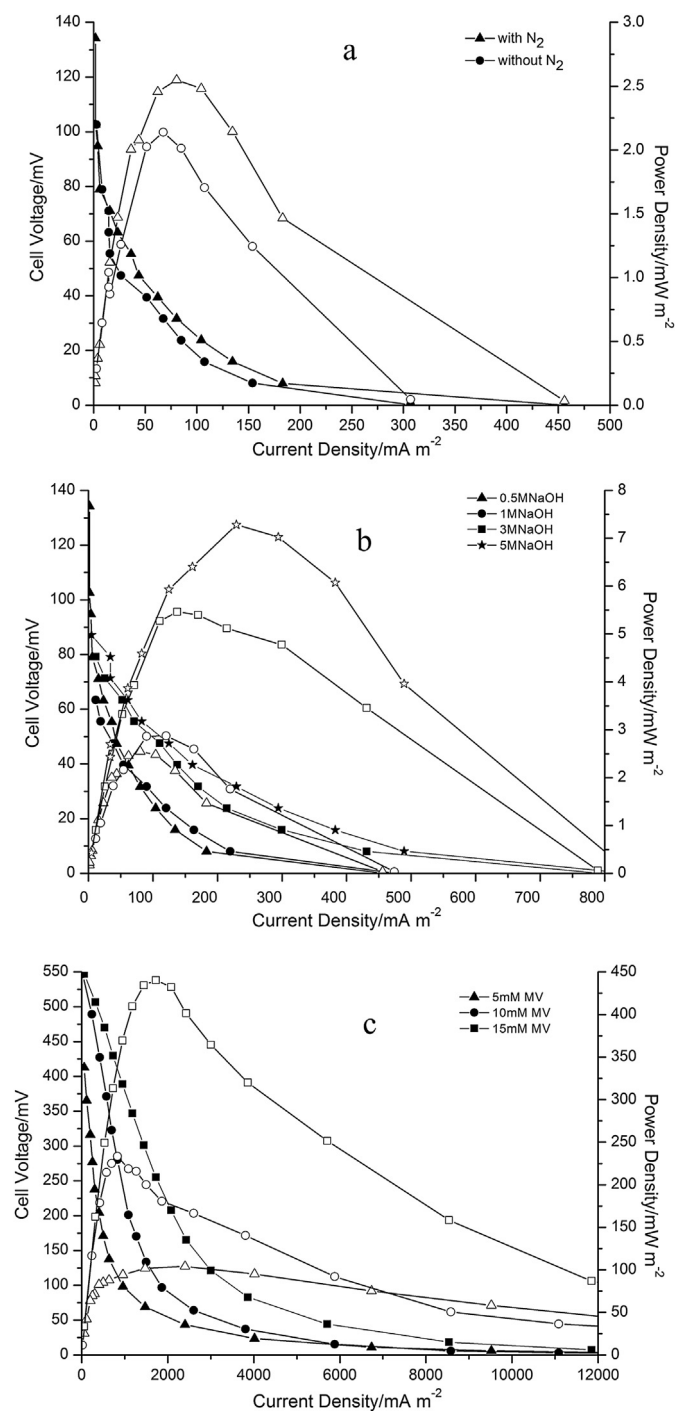 a
with N2
without N2
Cell Voltage/mV
140
120
100
80
60
40
20
0
Power Density/mW m-2
3.0
2.5
2.0
1.5
1.0
0.5
0.0
0 50 100 150 200 250 300 350 400 450 500
Current Density/mA m-2
b
0.5MNaOH
1MNaOH
3MNaOH
5MNaOH
Cell Voltage/mV
140
120
100
80
60
40
20
0
Power Density/mW m-2
8
7
6
5
4
3
2
1
0
0 100 200 300 400 500 600 700 800
Current Density/mA m-2
c
5mM MV
10mM MV
15mM MV
Cell Voltage/mV
550
500
450
400
350
300
250
200
150
100
50
0
Power Density/mW m-2
450
400
350
300
250
200
150
100
50
0
0 2000 4000 6000 8000 10000 12000
Current Density/mA m-2